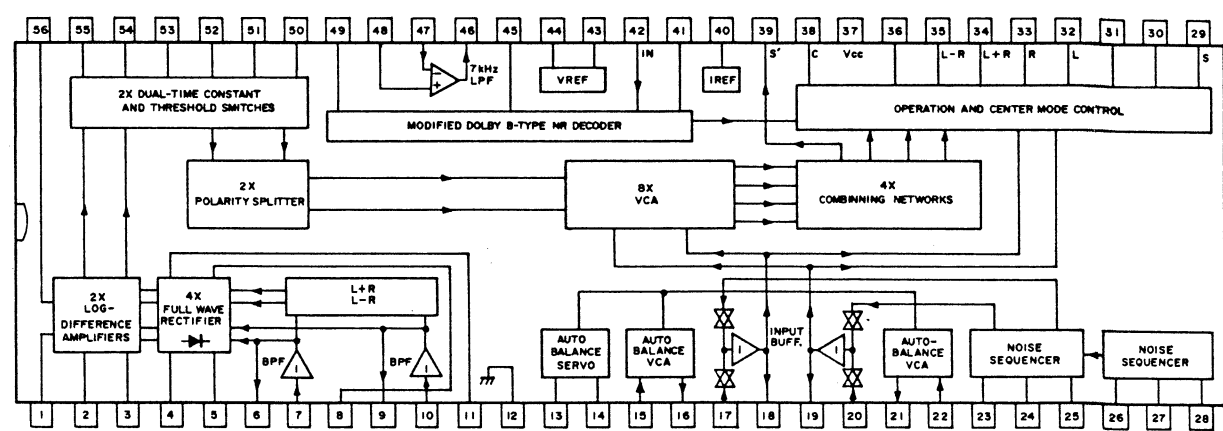 56 55 54 53 52 51 50 49 48 47 46 45 44 43 42 41 40 39 38 37 36 35 34 33 32 31 30 29
IN S' C Vcc L-R L+R R L S
7kHz
LPF
VREF
IREF
2X DUAL-TIME CONSTANT
AND THRESHOLD SWITCHES
MODIFIED DOLBY B-TYPE NR DECODER
OPERATION AND CENTER MODE CONTROL
2X
POLARITY SPLITTER
8X
VCA
4X
COMBINNING NETWORKS
2X
LOG-
DIFFERENCE
AMPLIFIERS
4X
FULL WAVE
RECTIFIER
L+R
L-R
BPF
1
BPF
1
AUTO
BALANCE
SERVO
AUTO
BALANCE
VCA
1
INPUT
BUFF.
1
AUTO-
BALANCE
VCA
NOISE
SEQUENCER
NOISE
SEQUENCER
1 2 3 4 5 6 7 8 9 10 11 12 13 14 15 16 17 18 19 20 21 22 23 24 25 26 27 28